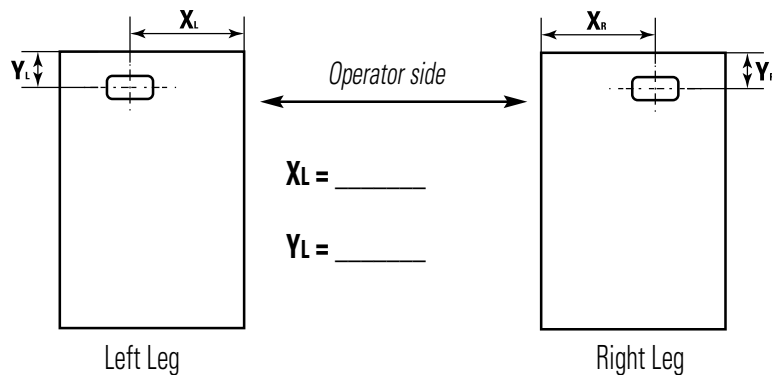 XL
XR
YL
Operator side
YR
XL = _______
YL = _______
Left Leg
Right Leg